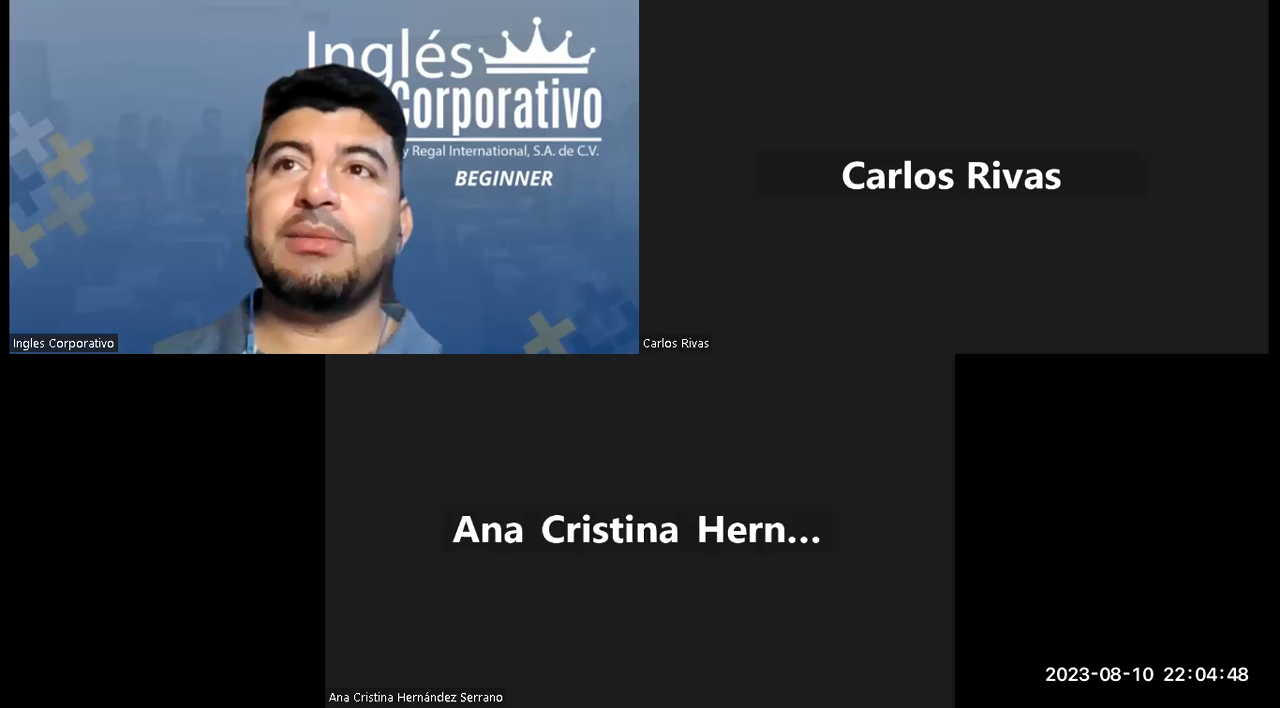 Inglés
Corporativo
y Regal International, S.A. de C.V.
BEGINNER
Ingles Corporativo
Carlos Rivas
Carlos Rivas
Ana Cristina Hern...
Ana Cristina Hernández Serrano
2023-08-10 22:04:48